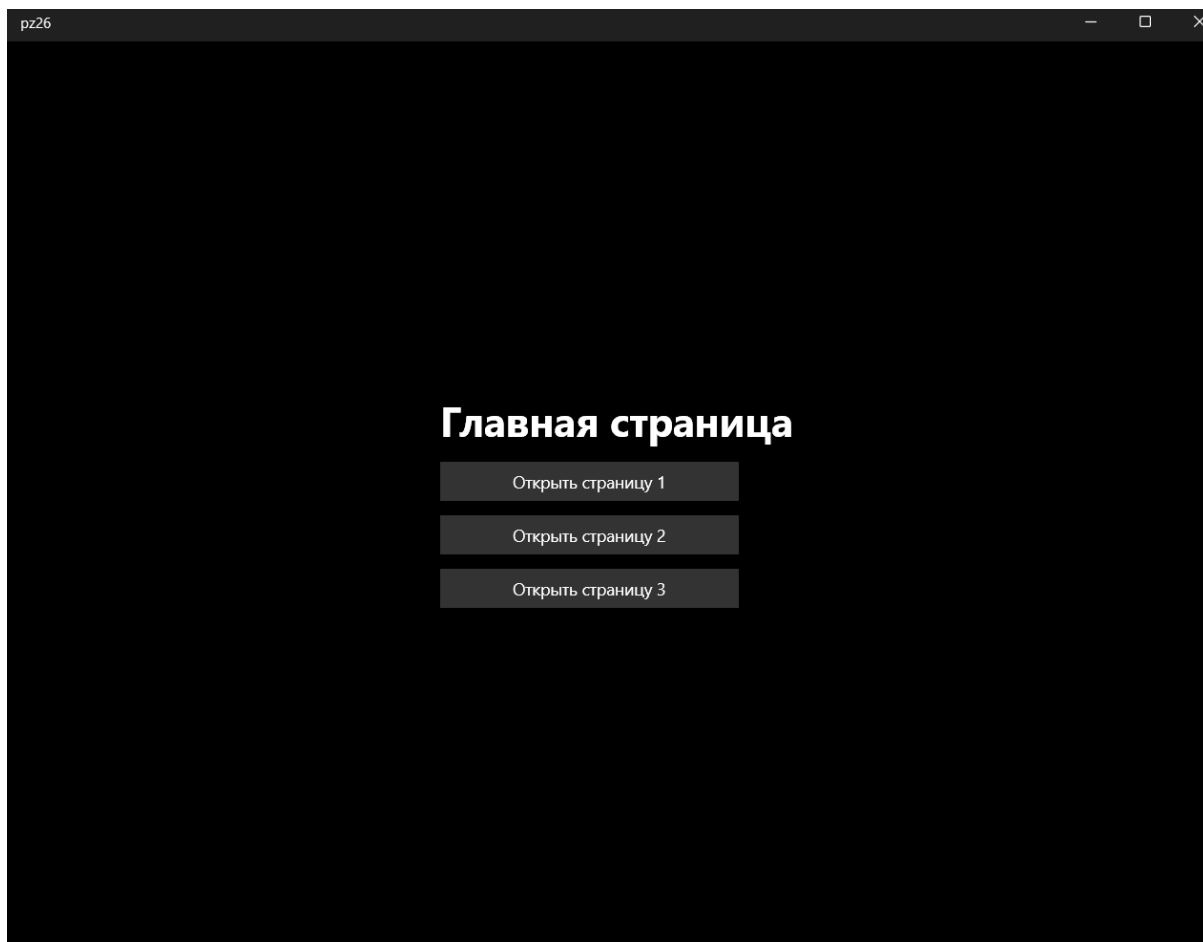 pz26
Главная страница
Открыть страницу 1
Открыть страницу 2
Открыть страницу 3